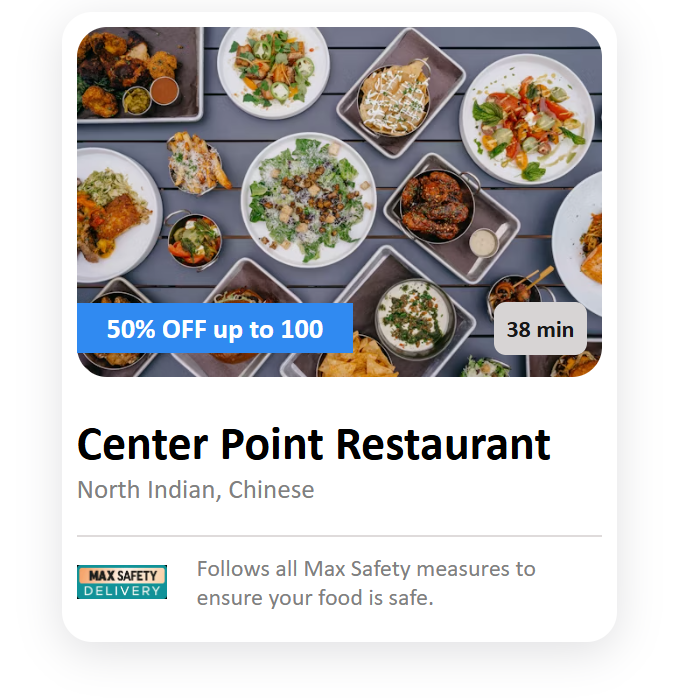 50% OFF up to 100
38 min
Center Point Restaurant
North Indian, Chinese
MAX SAFETY
DELIVERY
Follows all Max Safety measures to
ensure your food is safe.